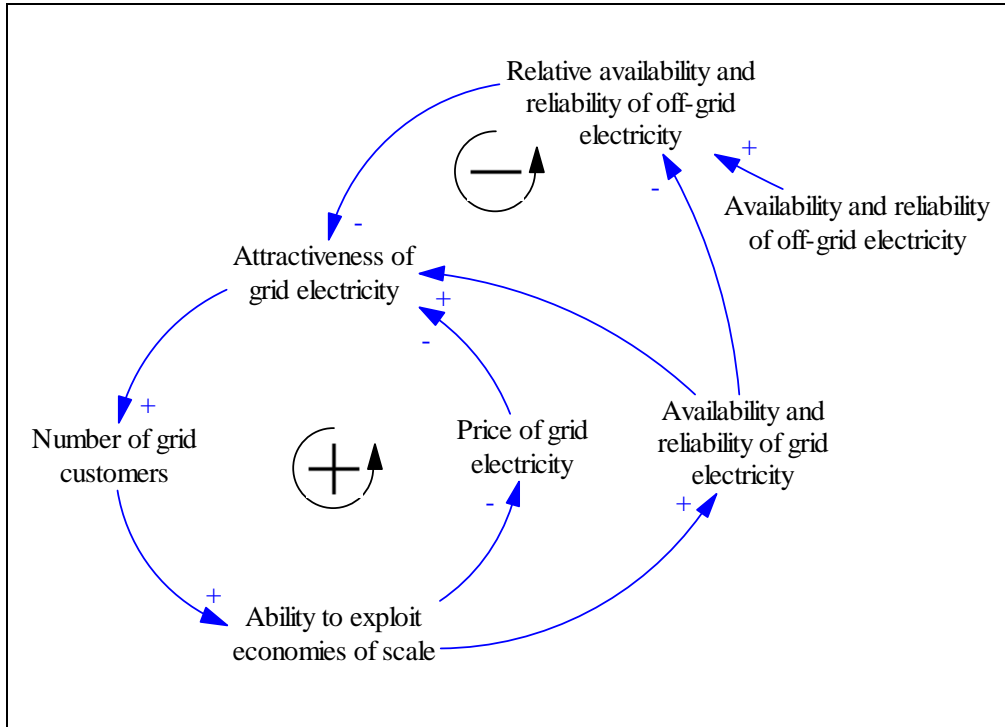 Relative availability and
reliability of off-grid
electricity
+
-
Availability and reliability
of off-grid electricity
-
Attractiveness of
grid electricity
+
-
+
Number of grid
customers
Price of grid
electricity
Availability and
reliability of grid
electricity
-
+
+
Ability to exploit
economies of scale